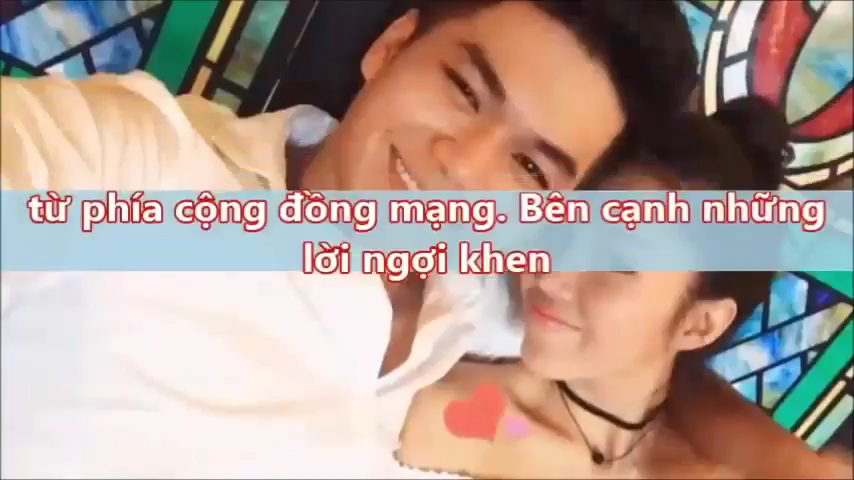 từ phía cộng đồng mạng. Bên cạnh những
lời ngợi khen